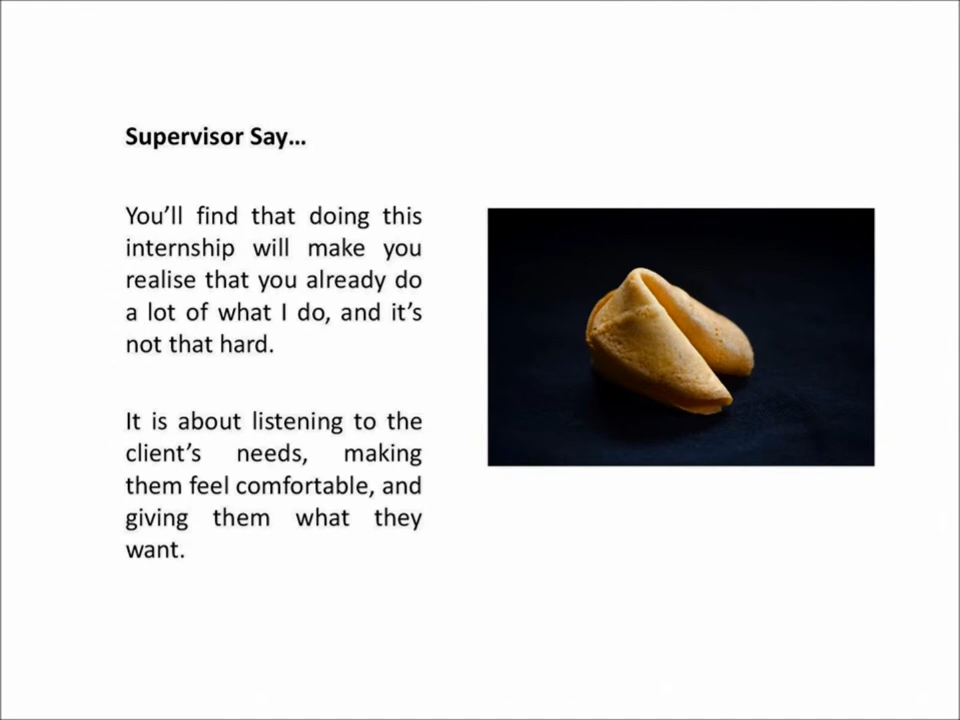 Supervisor Say...
You'll find that doing this
internship will make you
realise that you already do
a lot of what I do, and it's
not that hard.
It is about listening to the
client's needs, making
them feel comfortable, and
giving them what they
want.